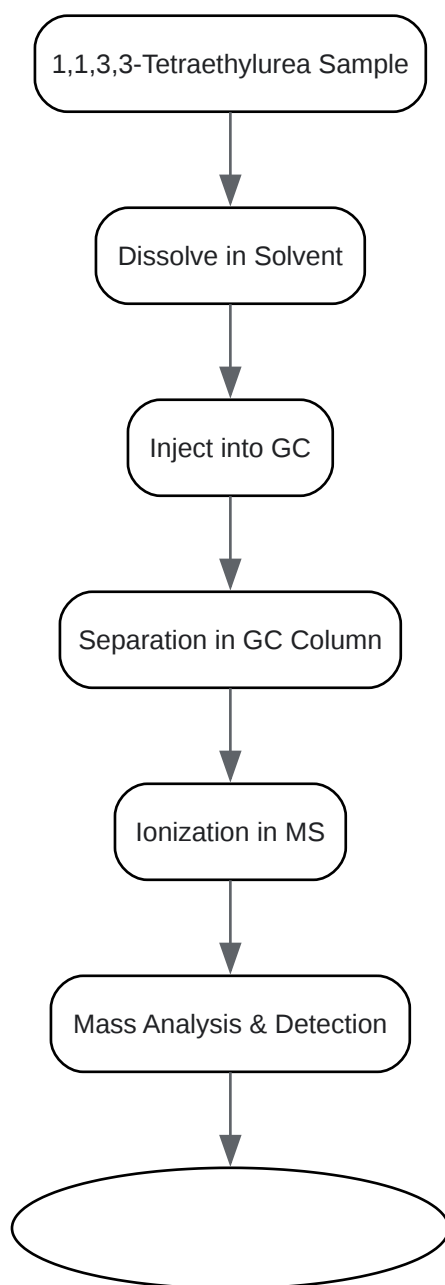 1,1,3,3-Tetraethylurea Sample
Dissolve in Solvent
Inject into GC
Separation in GC Column
Ionization in MS
Mass Analysis & Detection